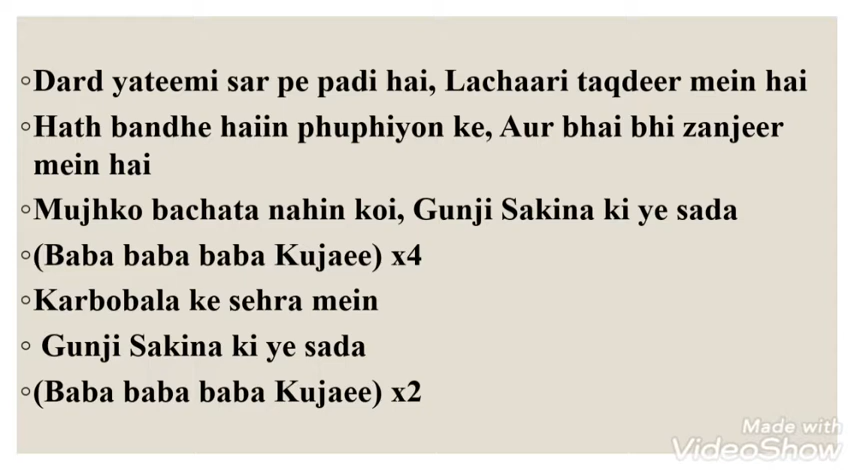 ◦Dard yateemi sar pe padi hai, Lachaari taqdeer mein hai
◦Hath bandhe haiin phuphiyon ke, Aur bhai bhi zanjeer
mein hai
◦Mujhko bachata nahin koi, Gunji Sakina ki ye sada
◦(Baba baba baba Kujaee) x4
◦Karbobala ke sehra mein
◦ Gunji Sakina ki ye sada
◦(Baba baba baba Kujaee) x2
Made with
VideoShow